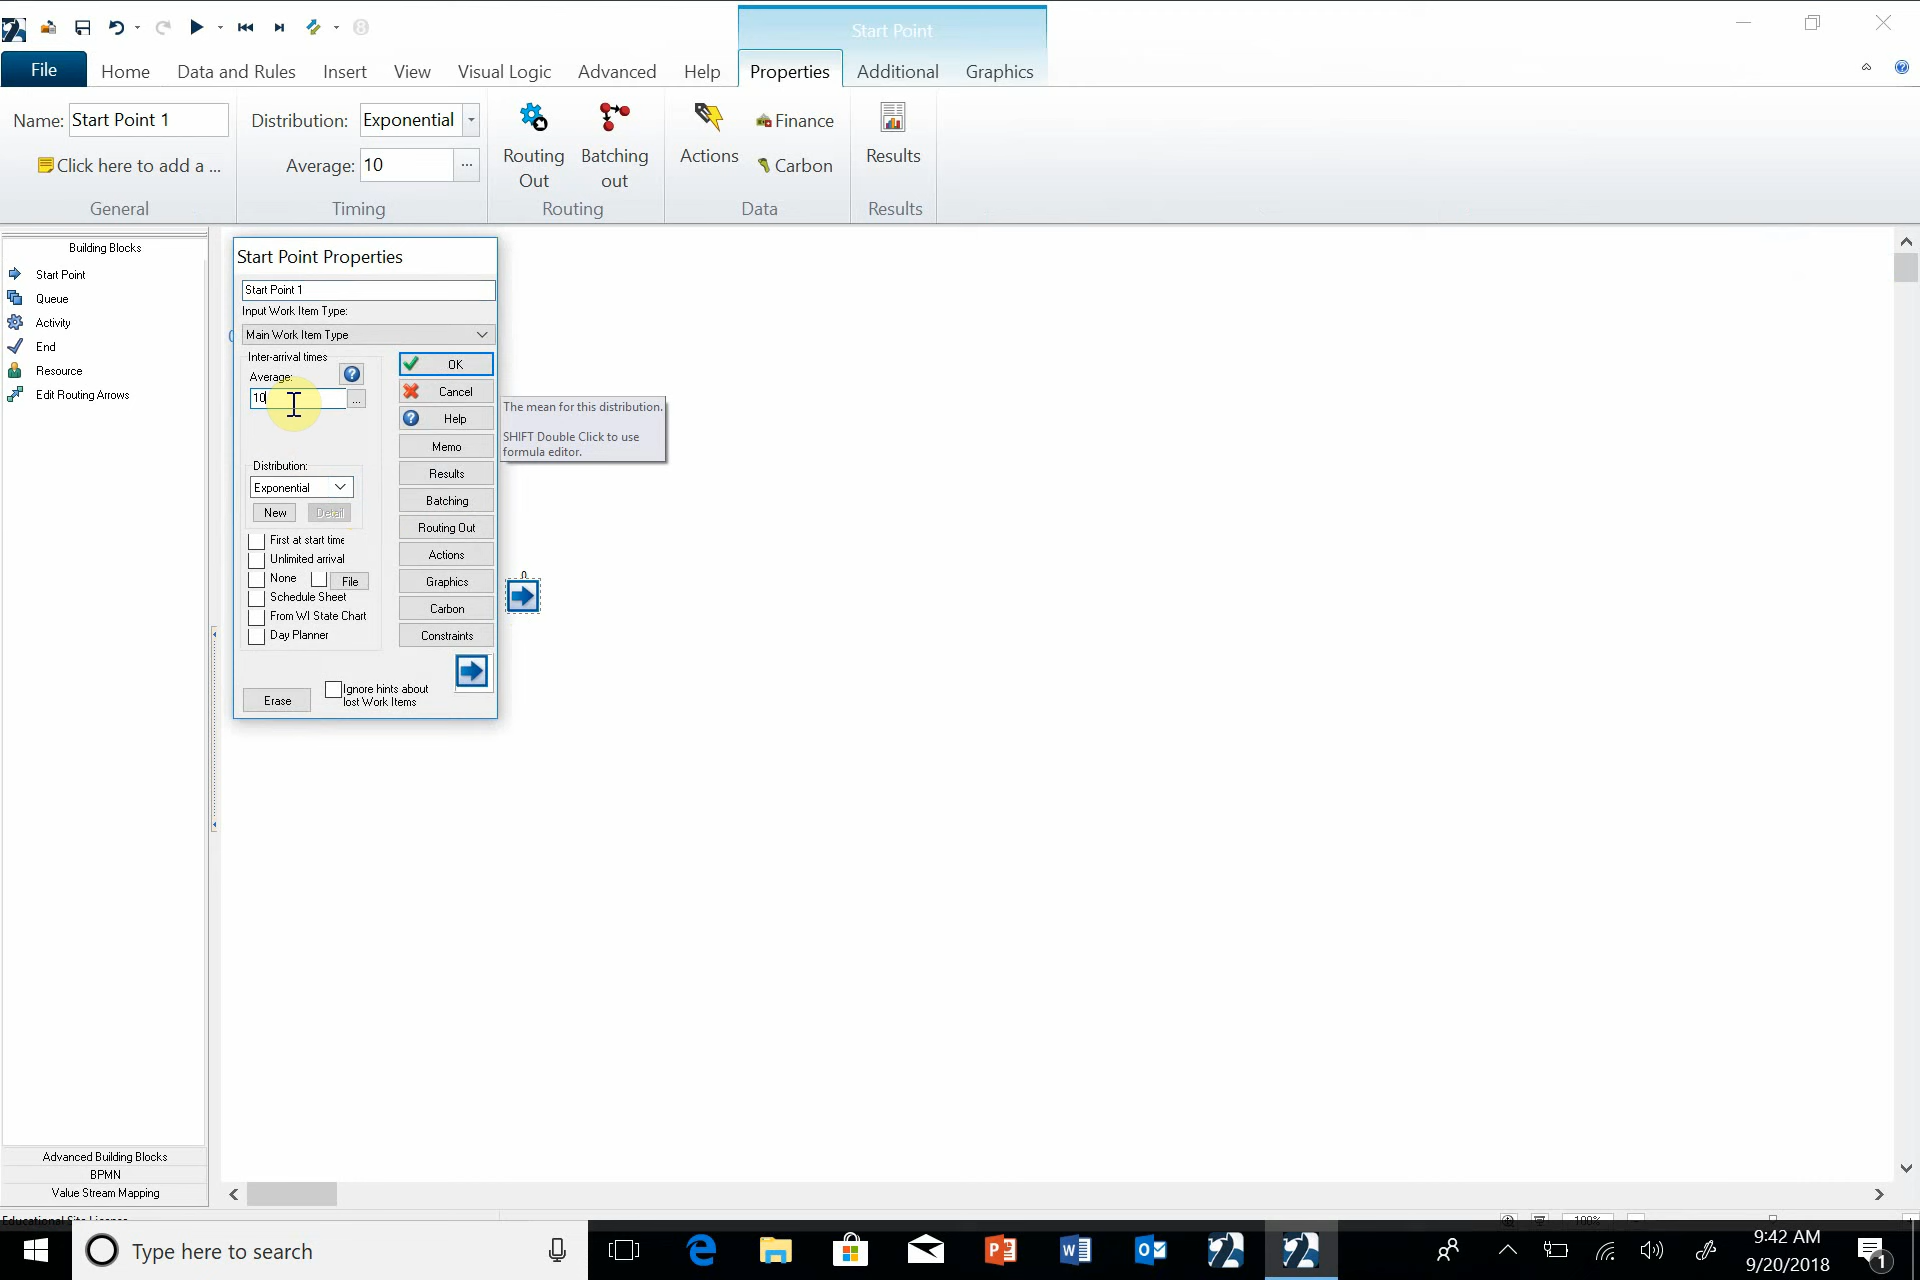 Start Point
File
Home
Data and Rules
Insert
View
Visual Logic
Advanced
Help
Properties
Additional
Graphics
Name:
Start Point 1
Distribution:
Exponential
Click here to add a ...
Average:
10
...
Routing
Out
Batching
out
Actions
Finance
Carbon
Results
General
Timing
Routing
Data
Results
Building Blocks
Start Point
Queue
Activity
End
Resource
Edit Routing Arrows
Start Point Properties
Start Point 1
Input Work Item Type:
Main Work Item Type
Inter-arrival times
Average:
10
...
OK
Cancel
Help
Memo
Results
Batching
Routing Out
Actions
Graphics
Carbon
Constraints
Distribution:
Exponential
New
Detail
First at start time
Unlimited arrival
None
File
Schedule Sheet
From WI State Chart
Day Planner
Erase
Ignore hints about
lost Work Items
The mean for this distribution.
SHIFT Double Click to use
formula editor.
Advanced Building Blocks
BPMN
Value Stream Mapping
Educational Site License
100%
Type here to search
9:42 AM
9/20/2018
1